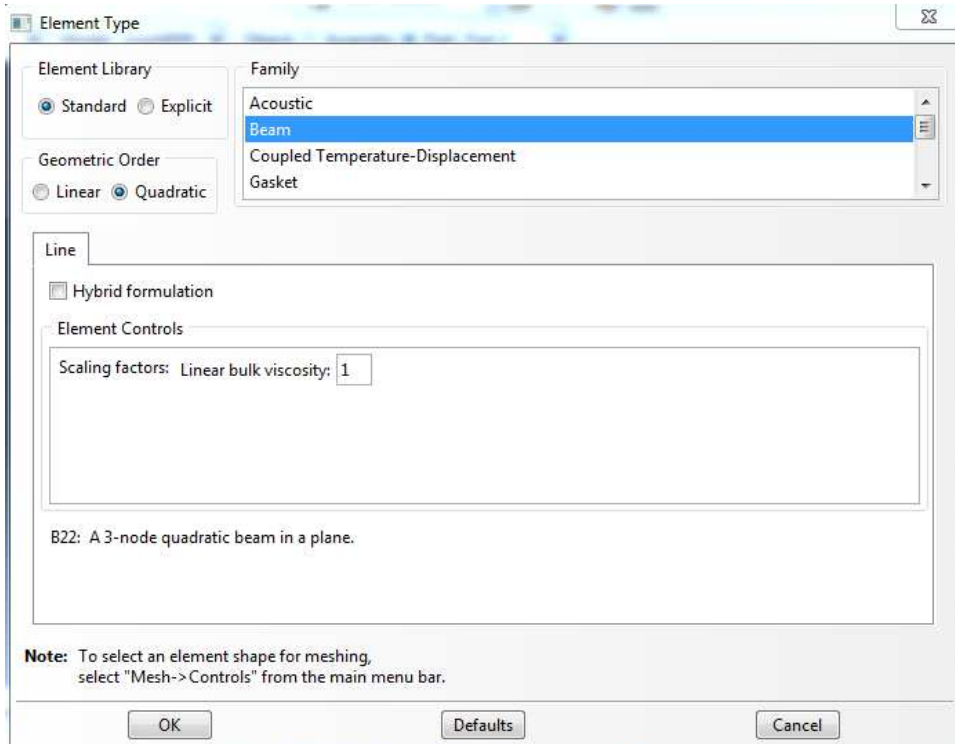 Element Type
Element Library
Standard Explicit
Family
Acoustic
Beam
Coupled Temperature-Displacement
Gasket
Geometric Order
Linear Quadratic
Line
Hybrid formulation
Element Controls
Scaling factors: Linear bulk viscosity: 1
B22: A 3-node quadratic beam in a plane.
Note: To select an element shape for meshing,
select "Mesh->Controls" from the main menu bar.
OK Defaults Cancel